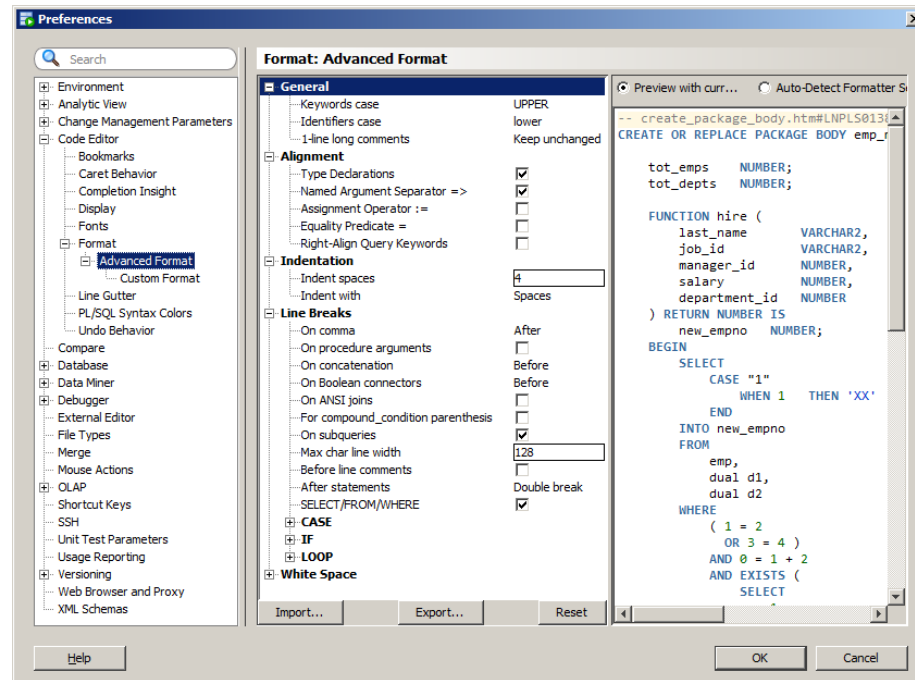 Preferences
Search
Environment
Analytic View
Change Management Parameters
Code Editor
Bookmarks
Caret Behavior
Completion Insight
Display
Fonts
Format
Advanced Format
Custom Format
Line Gutter
PL/SQL Syntax Colors
Undo Behavior
Compare
Database
Data Miner
Debugger
External Editor
File Types
Merge
Mouse Actions
OLAP
Shortcut Keys
SSH
Unit Test Parameters
Usage Reporting
Versioning
Web Browser and Proxy
XML Schemas
Format: Advanced Format
General
Keywords case UPPER
Identifiers case lower
1-line long comments Keep unchanged
Alignment
Type Declarations
Named Argument Separator =>
Assignment Operator :=
Equality Predicate =
Right-Align Query Keywords
Indentation
Indent spaces 4
Indent with Spaces
Line Breaks
On comma After
On procedure arguments
On concatenation Before
On Boolean connectors Before
On ANSI joins
For compound_condition parenthesis
On subqueries
Max char line width 128
Before line comments
After statements Double break
SELECT/FROM/WHERE
CASE
IF
LOOP
White Space
Import... Export... Reset
Preview with curr... Auto-Detect Formatter S
-- create_package_body.htm#LNPLS0138
CREATE OR REPLACE PACKAGE BODY emp_
tot_emps NUMBER;
tot_depts NUMBER;
FUNCTION hire (
last_name VARCHAR2,
job_id VARCHAR2,
manager_id NUMBER,
salary NUMBER,
department_id NUMBER
) RETURN NUMBER IS
new_empno NUMBER;
BEGIN
SELECT
CASE "1"
WHEN 1 THEN 'XX'
END
INTO new_empno
FROM
emp,
dual d1,
dual d2
WHERE
( 1 = 2
OR 3 = 4 )
AND 0 = 1 + 2
AND EXISTS (
SELECT
Help OK Cancel